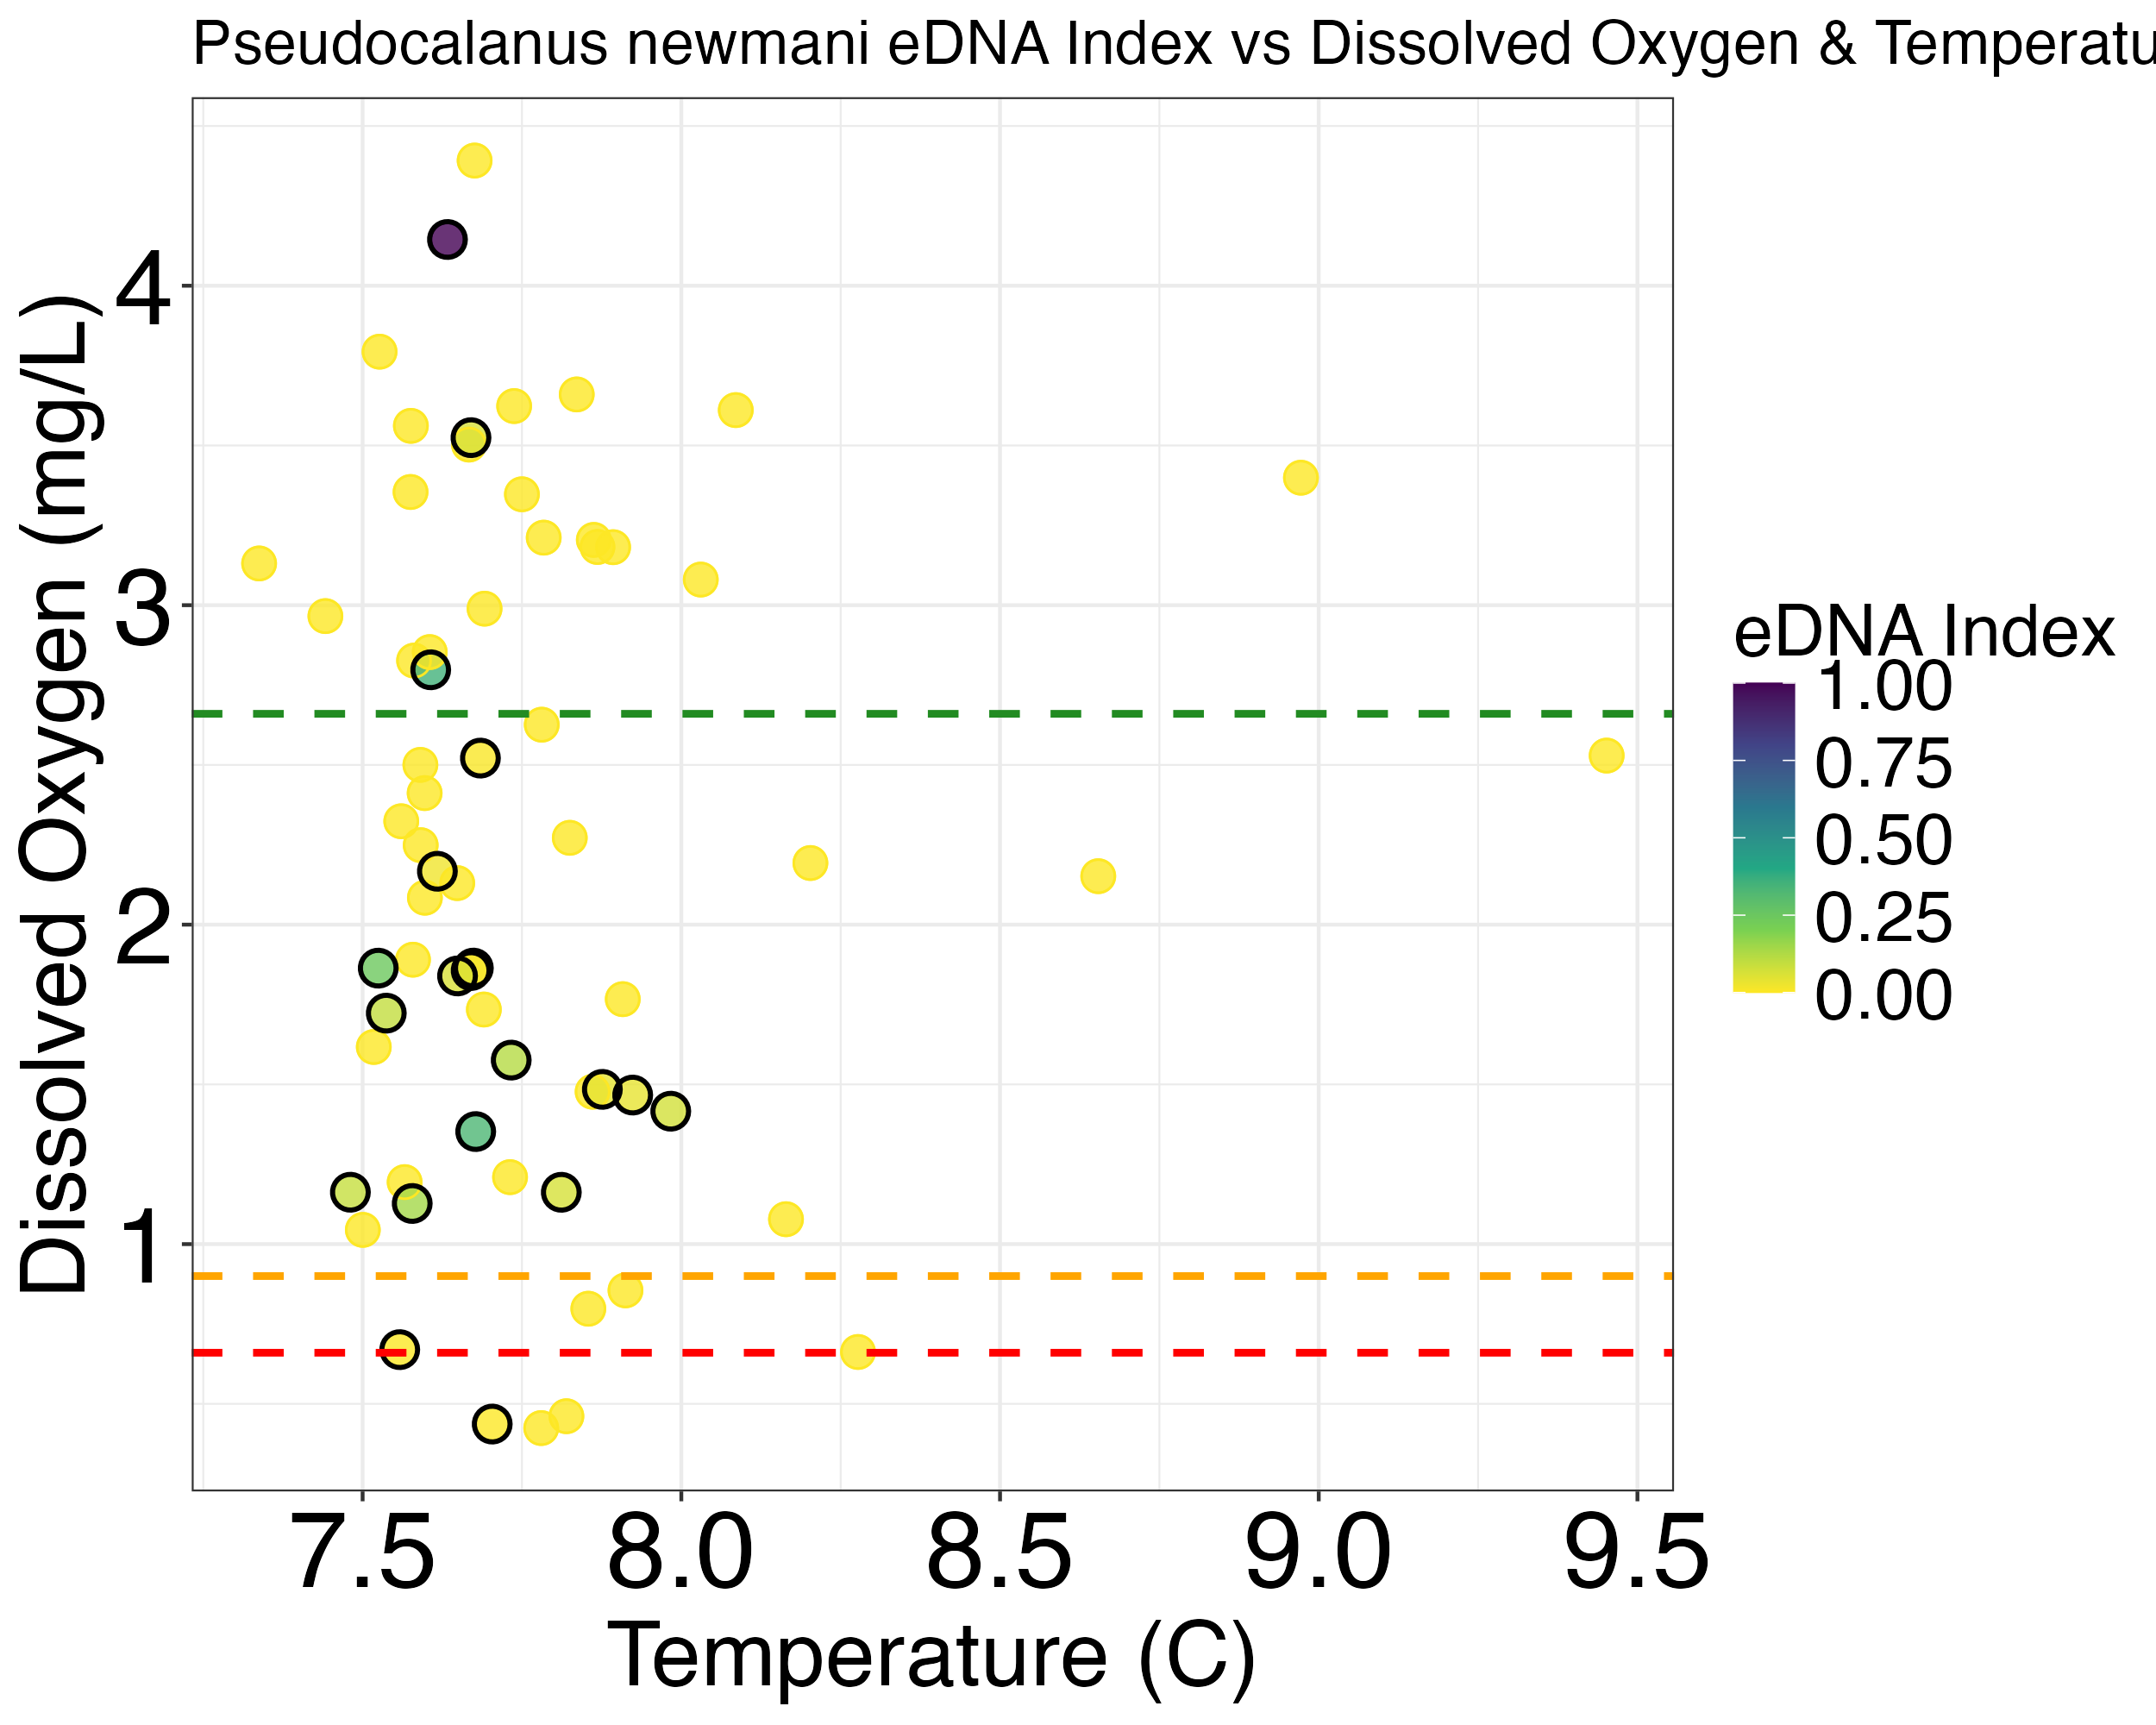 Pseudocalanus newmani eDNA Index vs Dissolved Oxygen & Temperatu
Dissolved Oxygen (mg/L)
4
3
2
1
7.5 8.0 8.5 9.0 9.5
Temperature (C)
eDNA Index
1.00
0.75
0.50
0.25
0.00